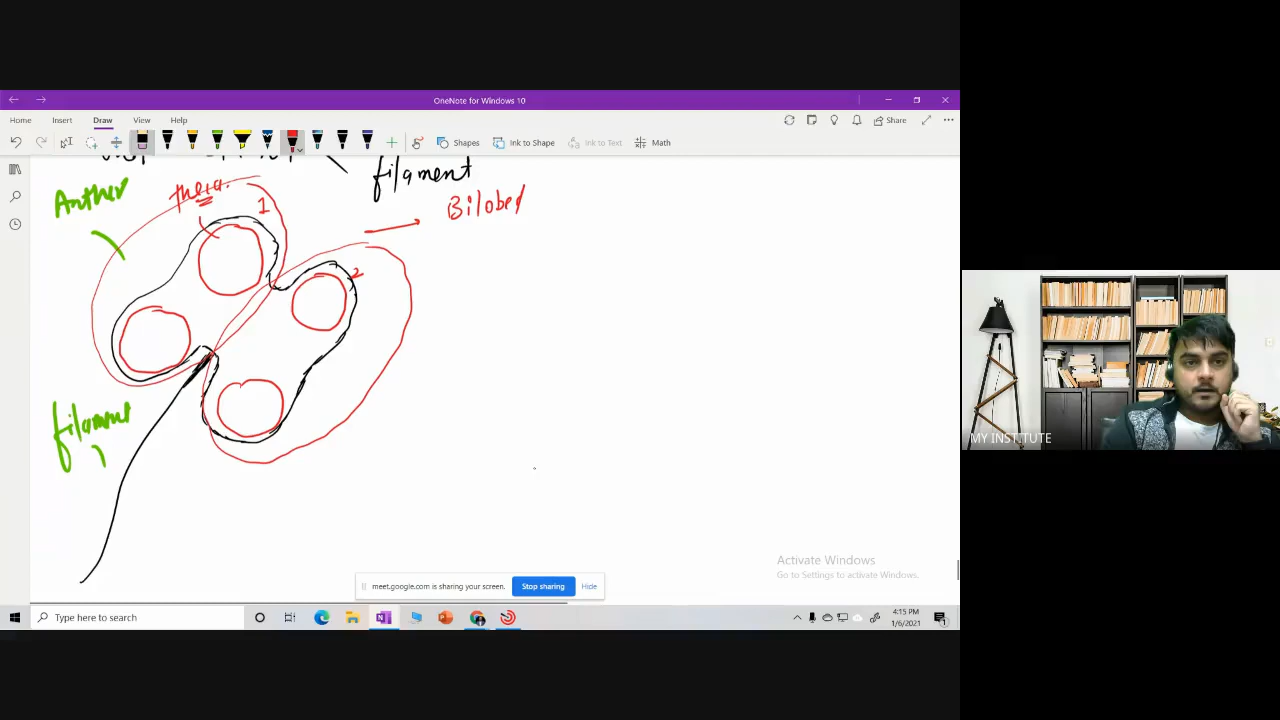 OneNote for Windows 10
Home Insert Draw View Help
Share
Shapes Ink to Shape Ink to Text Math
filament
Anther
theca.
1
Bilobed
2
filament
MY INSTITUTE
Activate Windows
Go to Settings to activate Windows.
meet.google.com is sharing your screen. Stop sharing Hide
Type here to search
4:15 PM
1/6/2021
1